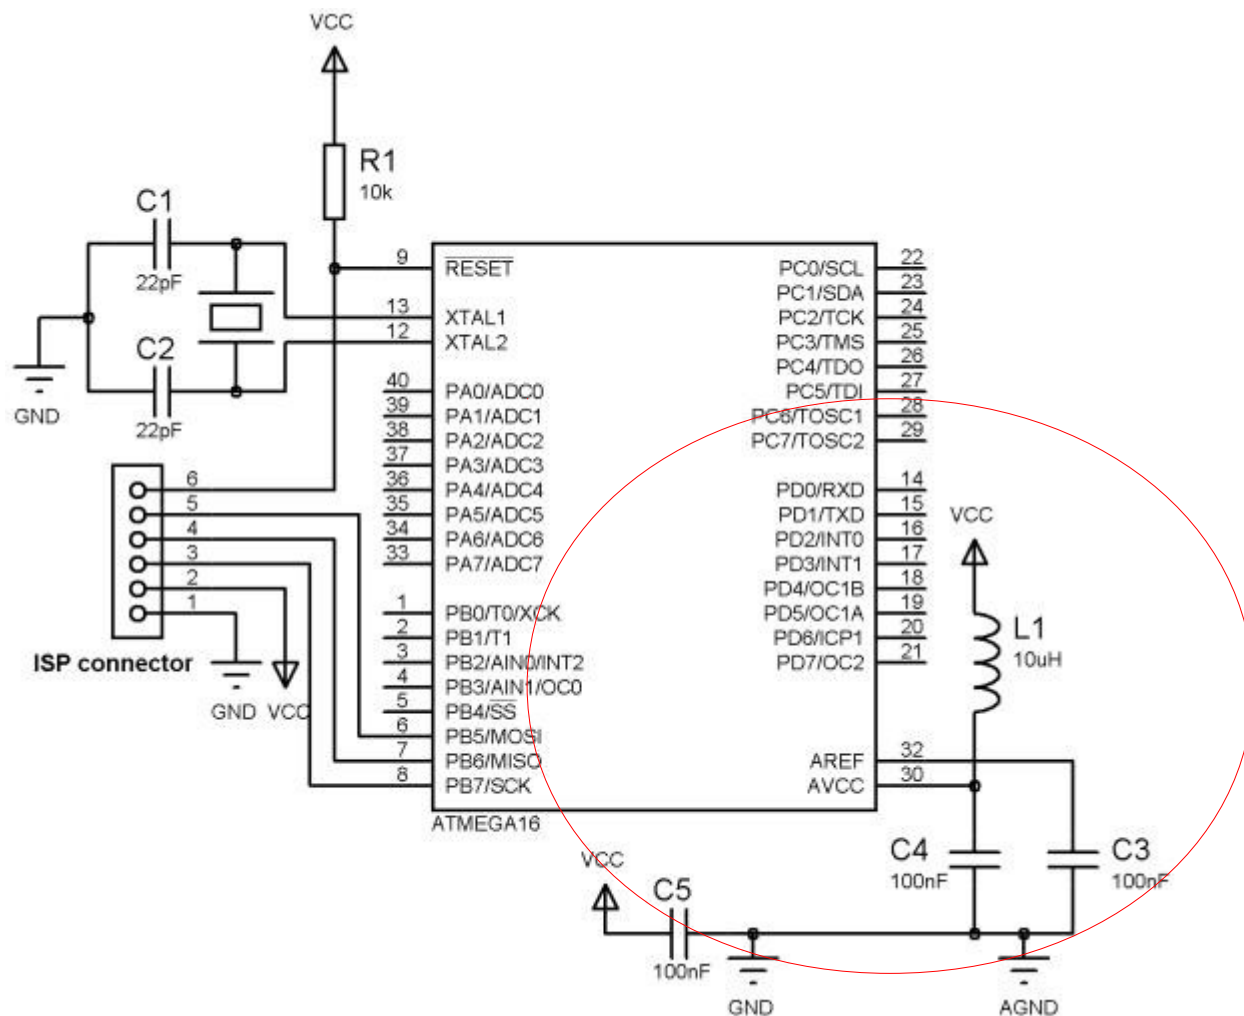 VCC
R1
10k
C1
22pF
C2
22pF
GND
9 RESET
13 XTAL1
12 XTAL2
40 PA0/ADC0
39 PA1/ADC1
38 PA2/ADC2
37 PA3/ADC3
36 PA4/ADC4
35 PA5/ADC5
34 PA6/ADC6
33 PA7/ADC7
1 PB0/T0/XCK
2 PB1/T1
3 PB2/AIN0/INT2
4 PB3/AIN1/OC0
5 PB4/SS
6 PB5/MOSI
7 PB6/MISO
8 PB7/SCK
ATMEGA16
PC0/SCL 22
PC1/SDA 23
PC2/TCK 24
PC3/TMS 25
PC4/TDO 26
PC5/TDI 27
PC6/TOSC1 28
PC7/TOSC2 29
PD0/RXD 14
PD1/TXD 15
PD2/INT0 16
PD3/INT1 17
PD4/OC1B 18
PD5/OC1A 19
PD6/ICP1 20
PD7/OC2 21
AREF 32
AVCC 30
6
5
4
3
2
1
ISP connector
GND VCC
VCC
L1
10uH
C4
100nF
C3
100nF
VCC
C5
100nF
GND
AGND